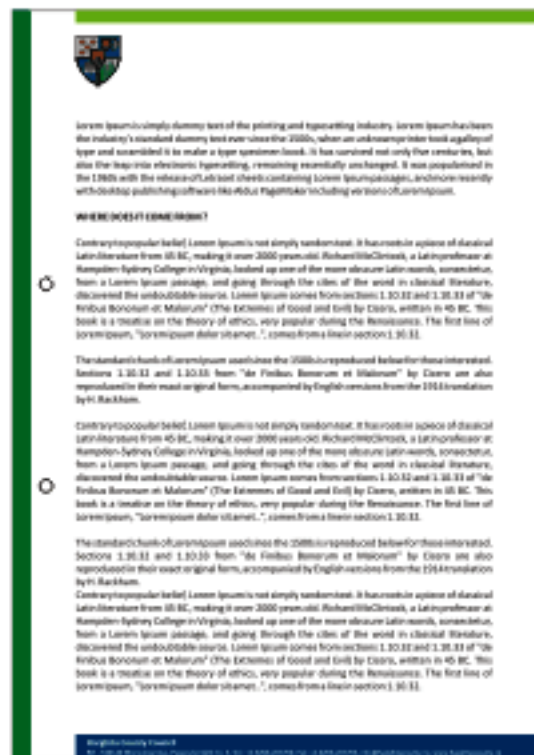 Lorem Ipsum is simply dummy text of the printing and typesetting industry. Lorem Ipsum has been
the industry's standard dummy text ever since the 1500s, when an unknown printer took a galley of
type and scrambled it to make a type specimen book. It has survived not only five centuries, but
also the leap into electronic typesetting, remaining essentially unchanged. It was popularised in
the 1960s with the release of Letraset sheets containing Lorem Ipsum passages, and more recently
with desktop publishing software like Aldus PageMaker including versions of Lorem Ipsum.
WHERE DOES IT COME FROM?
Contrary to popular belief, Lorem Ipsum is not simply random text. It has roots in a piece of classical
Latin literature from 45 BC, making it over 2000 years old. Richard McClintock, a Latin professor at
Hampden-Sydney College in Virginia, looked up one of the more obscure Latin words, consectetur,
from a Lorem Ipsum passage, and going through the cites of the word in classical literature,
discovered the undoubtable source. Lorem Ipsum comes from sections 1.10.32 and 1.10.33 of "de
Finibus Bonorum et Malorum" (The Extremes of Good and Evil) by Cicero, written in 45 BC. This
book is a treatise on the theory of ethics, very popular during the Renaissance. The first line of
Lorem Ipsum, "Lorem ipsum dolor sit amet..", comes from a line in section 1.10.32.
The standard chunk of Lorem Ipsum used since the 1500s is reproduced below for those interested.
Sections 1.10.32 and 1.10.33 from "de Finibus Bonorum et Malorum" by Cicero are also
reproduced in their exact original form, accompanied by English versions from the 1914 translation
by H. Rackham.
Contrary to popular belief, Lorem Ipsum is not simply random text. It has roots in a piece of classical
Latin literature from 45 BC, making it over 2000 years old. Richard McClintock, a Latin professor at
Hampden-Sydney College in Virginia, looked up one of the more obscure Latin words, consectetur,
from a Lorem Ipsum passage, and going through the cites of the word in classical literature,
discovered the undoubtable source. Lorem Ipsum comes from sections 1.10.32 and 1.10.33 of "de
Finibus Bonorum et Malorum" (The Extremes of Good and Evil) by Cicero, written in 45 BC. This
book is a treatise on the theory of ethics, very popular during the Renaissance. The first line of
Lorem Ipsum, "Lorem ipsum dolor sit amet..", comes from a line in section 1.10.32.
The standard chunk of Lorem Ipsum used since the 1500s is reproduced below for those interested.
Sections 1.10.32 and 1.10.33 from "de Finibus Bonorum et Malorum" by Cicero are also
reproduced in their exact original form, accompanied by English versions from the 1914 translation
by H. Rackham.
Contrary to popular belief, Lorem Ipsum is not simply random text. It has roots in a piece of classical
Latin literature from 45 BC, making it over 2000 years old. Richard McClintock, a Latin professor at
Hampden-Sydney College in Virginia, looked up one of the more obscure Latin words, consectetur,
from a Lorem Ipsum passage, and going through the cites of the word in classical literature,
discovered the undoubtable source. Lorem Ipsum comes from sections 1.10.32 and 1.10.33 of "de
Finibus Bonorum et Malorum" (The Extremes of Good and Evil) by Cicero, written in 45 BC. This
book is a treatise on the theory of ethics, very popular during the Renaissance. The first line of
Lorem Ipsum, "Lorem ipsum dolor sit amet..", comes from a line in section 1.10.32.
County Council